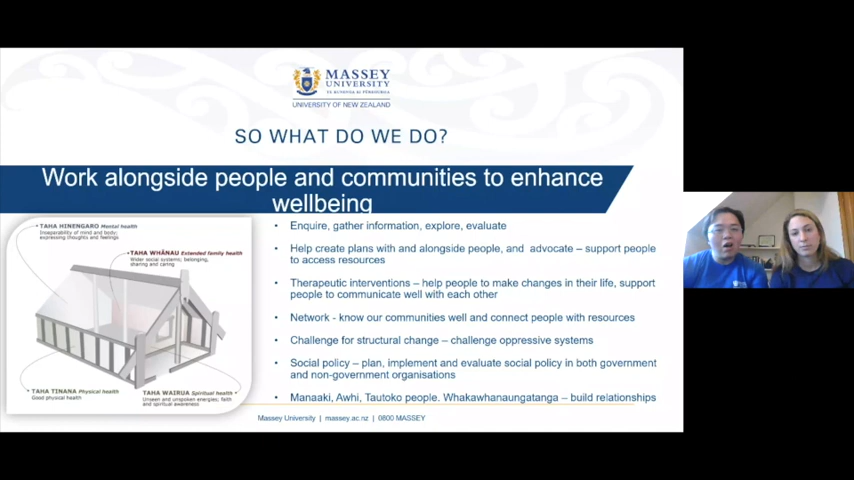 MASSEY
UNIVERSITY
TE KUNENGA KI PŪREHUROA
UNIVERSITY OF NEW ZEALAND
SO WHAT DO WE DO?
Work alongside people and communities to enhance
wellbeing
TAHA HINENGARO Mental health
Inseparability of mind and body;
expressing thoughts and feelings
TAHA WHĀNAU Extended family health
Wider social systems; belonging,
sharing and caring
TAHA TINANA Physical health
Good physical health
TAHA WAIRUA Spiritual health
Unseen and unspoken energies; faith
and spiritual awareness
• Enquire, gather information, explore, evaluate
• Help create plans with and alongside people, and advocate – support people
to access resources
• Therapeutic interventions – help people to make changes in their life, support
people to communicate well with each other
• Network - know our communities well and connect people with resources
• Challenge for structural change – challenge oppressive systems
• Social policy – plan, implement and evaluate social policy in both government
and non-government organisations
• Manaaki, Awhi, Tautoko people. Whakawhanaungatanga – build relationships
Massey University | massey.ac.nz | 0800 MASSEY